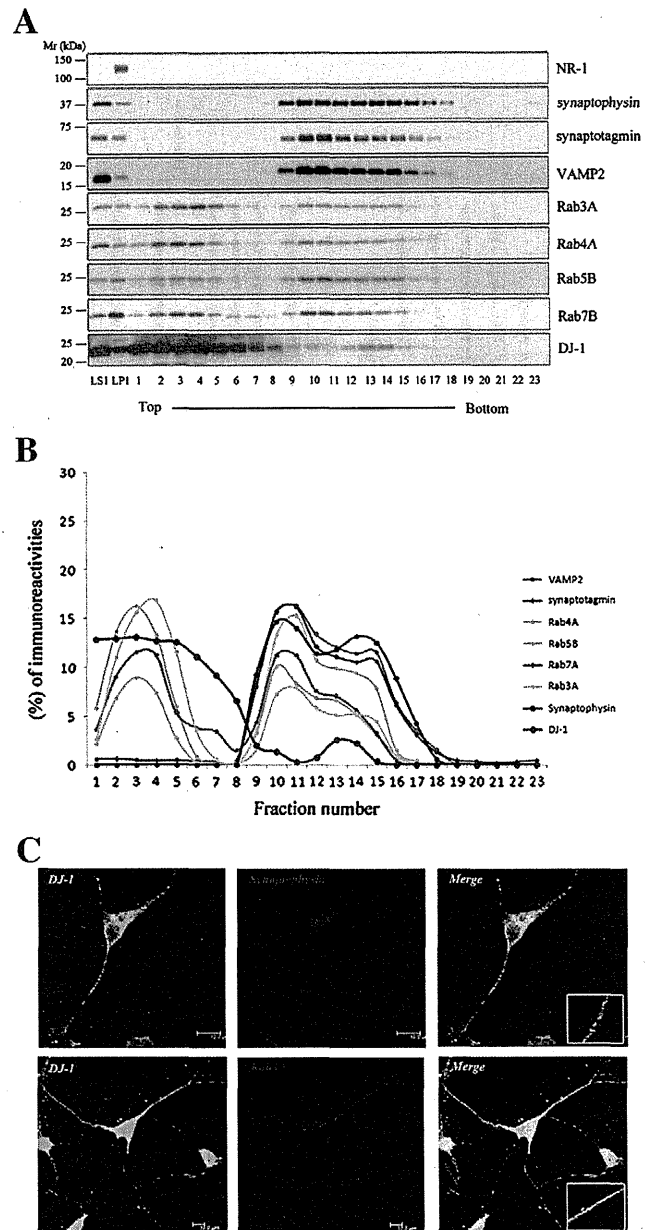 A
Mr (kDa)
150
100
NR-1
37
synaptophysin
75
synaptotagmin
20
15
VAMP2
25
Rab3A
25
Rab4A
25
Rab5B
25
Rab7B
25
20
DJ-1
LS1 LP1 1 2 3 4 5 6 7 8 9 10 11 12 13 14 15 16 17 18 19 20 21 22 23
Top Bottom
B
(%) of immunoreactivities
30
25
20
15
10
5
0
1 2 3 4 5 6 7 8 9 10 11 12 13 14 15 16 17 18 19 20 21 22 23
Fraction number
VAMP2
synaptotagmin
Rab4A
Rab5B
Rab7A
Rab3A
Synaptophysin
DJ-1
C
DJ-1
Synaptophysin
Merge
DJ-1
Merge